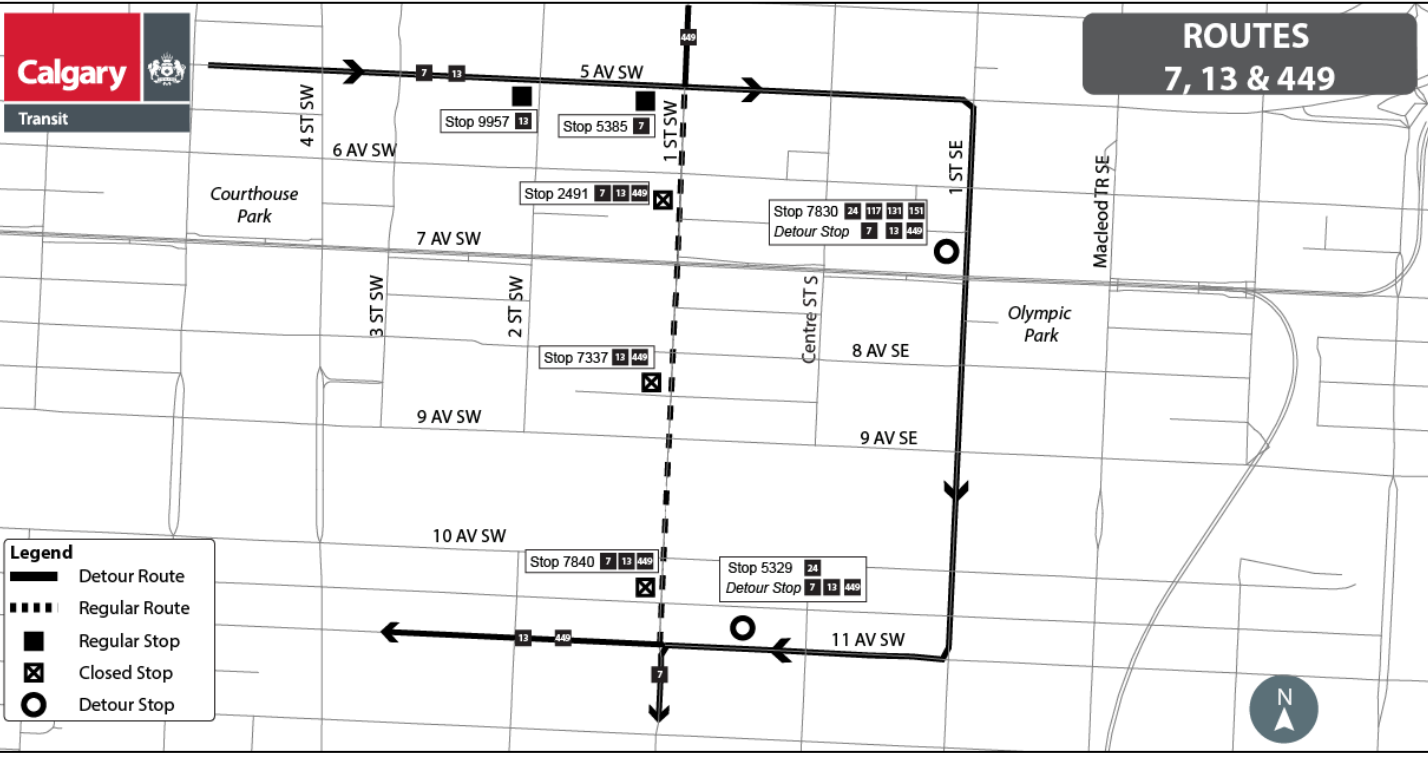 Calgary
Transit
ROUTES
7, 13 & 449
449
7 13
5 AV SW
4 ST SW
Stop 9957 13
Stop 5385 7
1 ST SW
6 AV SW
1 ST SE
Macleod TR SE
Courthouse
Park
Stop 2491 7 13 449
Stop 7830 24 117 131 151
Detour Stop 7 13 449
7 AV SW
3 ST SW
2 ST SW
Centre ST S
Olympic
Park
Stop 7337 13 449
8 AV SE
9 AV SW
9 AV SE
10 AV SW
Stop 7840 7 13 449
Stop 5329 24
Detour Stop 7 13 449
13 449
11 AV SW
7
Legend
Detour Route
Regular Route
Regular Stop
Closed Stop
Detour Stop
N